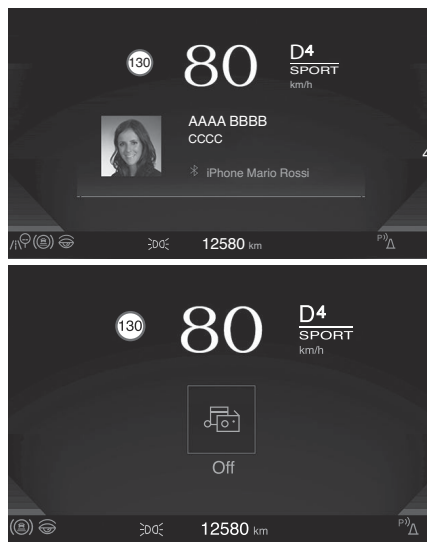 130
80
D4
SPORT
km/h
AAAA BBBB
CCCC
iPhone Mario Rossi
4
12580 km
P
130
80
D4
SPORT
km/h
Off
12580 km
P